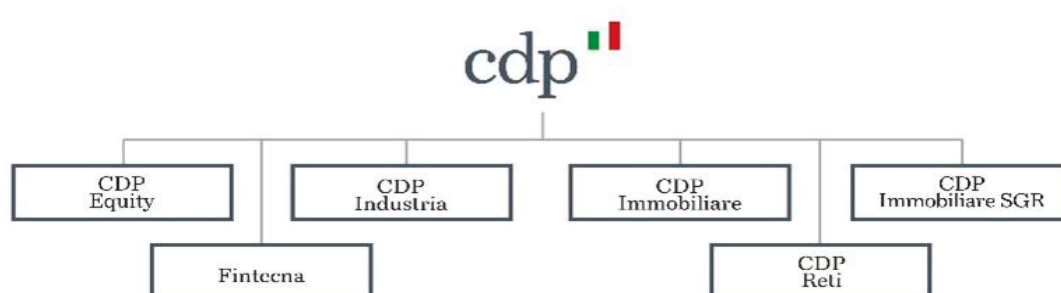 cdp
CDP
Equity
CDP
Industria
CDP
Immobiliare
CDP
Immobiliare SGR
Fintecna
CDP
Reti